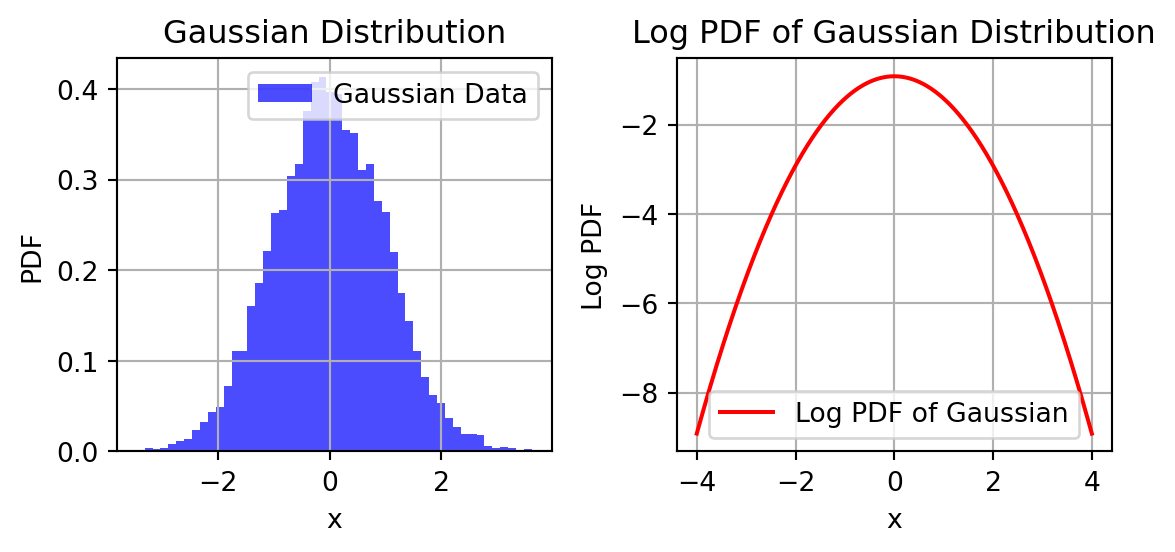 Gaussian Distribution
Gaussian Data
0.4
0.3
0.2
0.1
0.0
PDF
−2 0 2
x
Log PDF of Gaussian Distribution
−2
−4
−6
−8
Log PDF
Log PDF of Gaussian
−4 −2 0 2 4
x